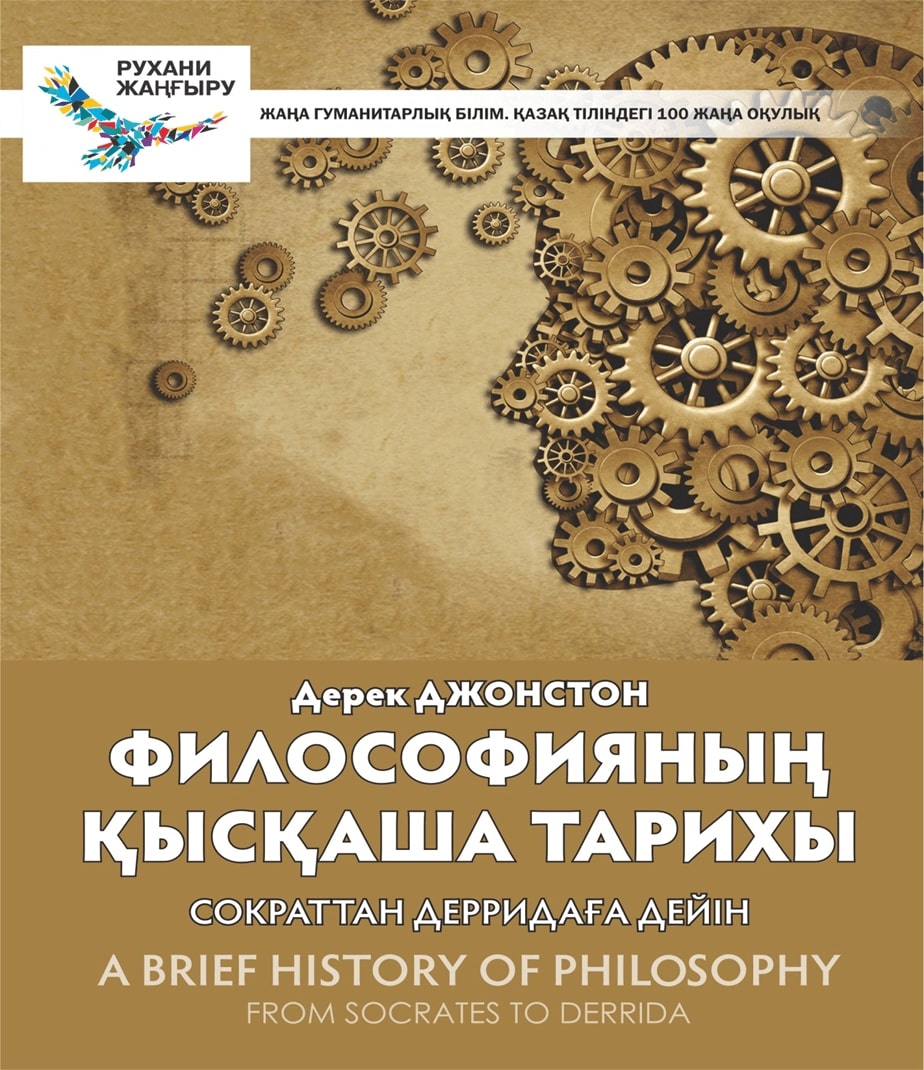 РУХАНИ
ЖАҢҒЫРУ
ЖАҢА ГУМАНИТАРЛЫҚ БІЛІМ. ҚАЗАҚ ТІЛІНДЕГІ 100 ЖАҢА ОҚУЛЫҚ
Дерек ДЖОНСТОН
ФИЛОСОФИЯНЫҢ
ҚЫСҚАША ТАРИХЫ
СОКРАТТАН ДЕРРИДАҒА ДЕЙІН
A BRIEF HISTORY OF PHILOSOPHY
FROM SOCRATES TO DERRIDA